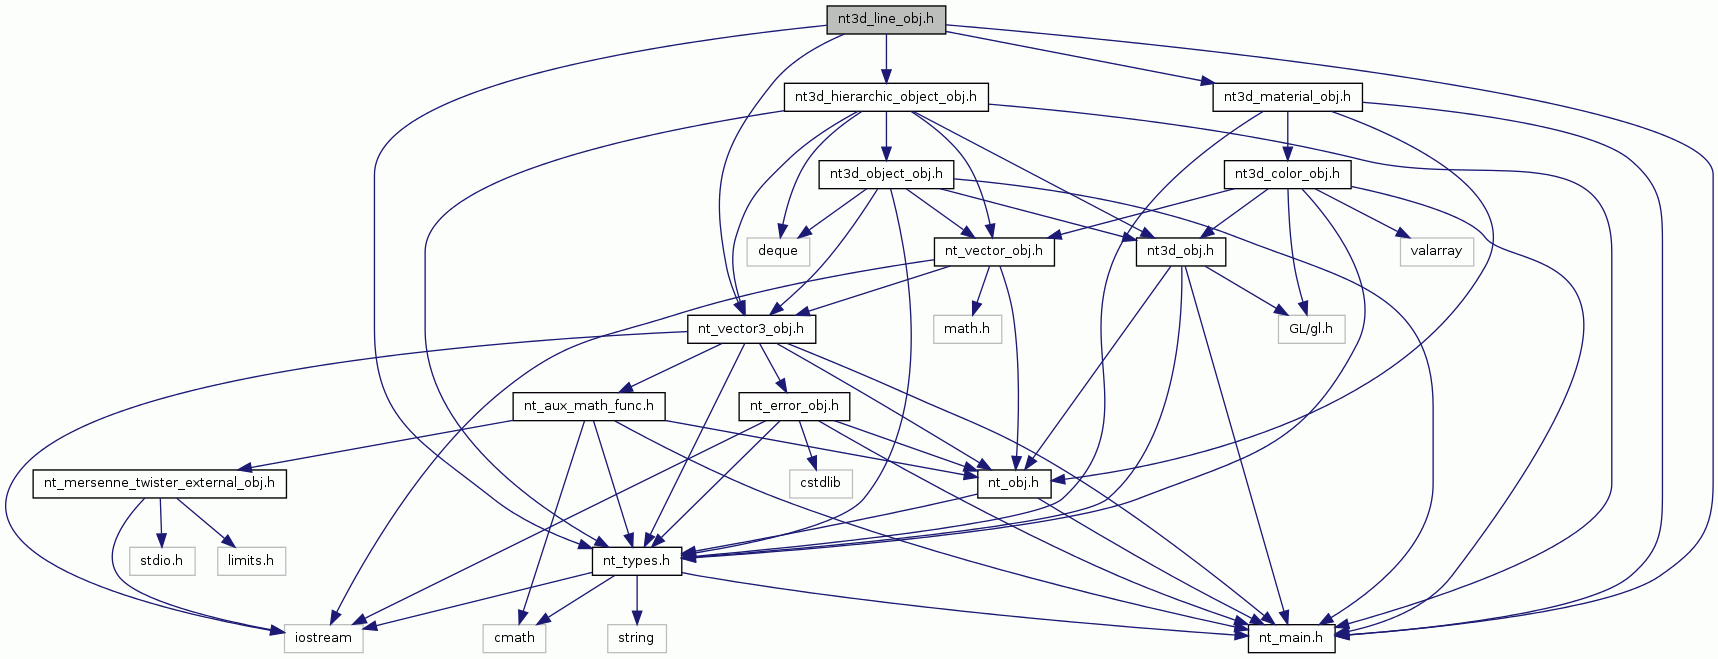 nt3d_line_obj.h
nt3d_hierarchic_object_obj.h
nt3d_material_obj.h
nt3d_object_obj.h
nt3d_color_obj.h
deque
nt_vector_obj.h
nt3d_obj.h
valarray
nt_vector3_obj.h
math.h
GL/gl.h
nt_aux_math_func.h
nt_error_obj.h
nt_mersenne_twister_external_obj.h
cstdlib
nt_obj.h
stdio.h
limits.h
nt_types.h
iostream
cmath
string
nt_main.h